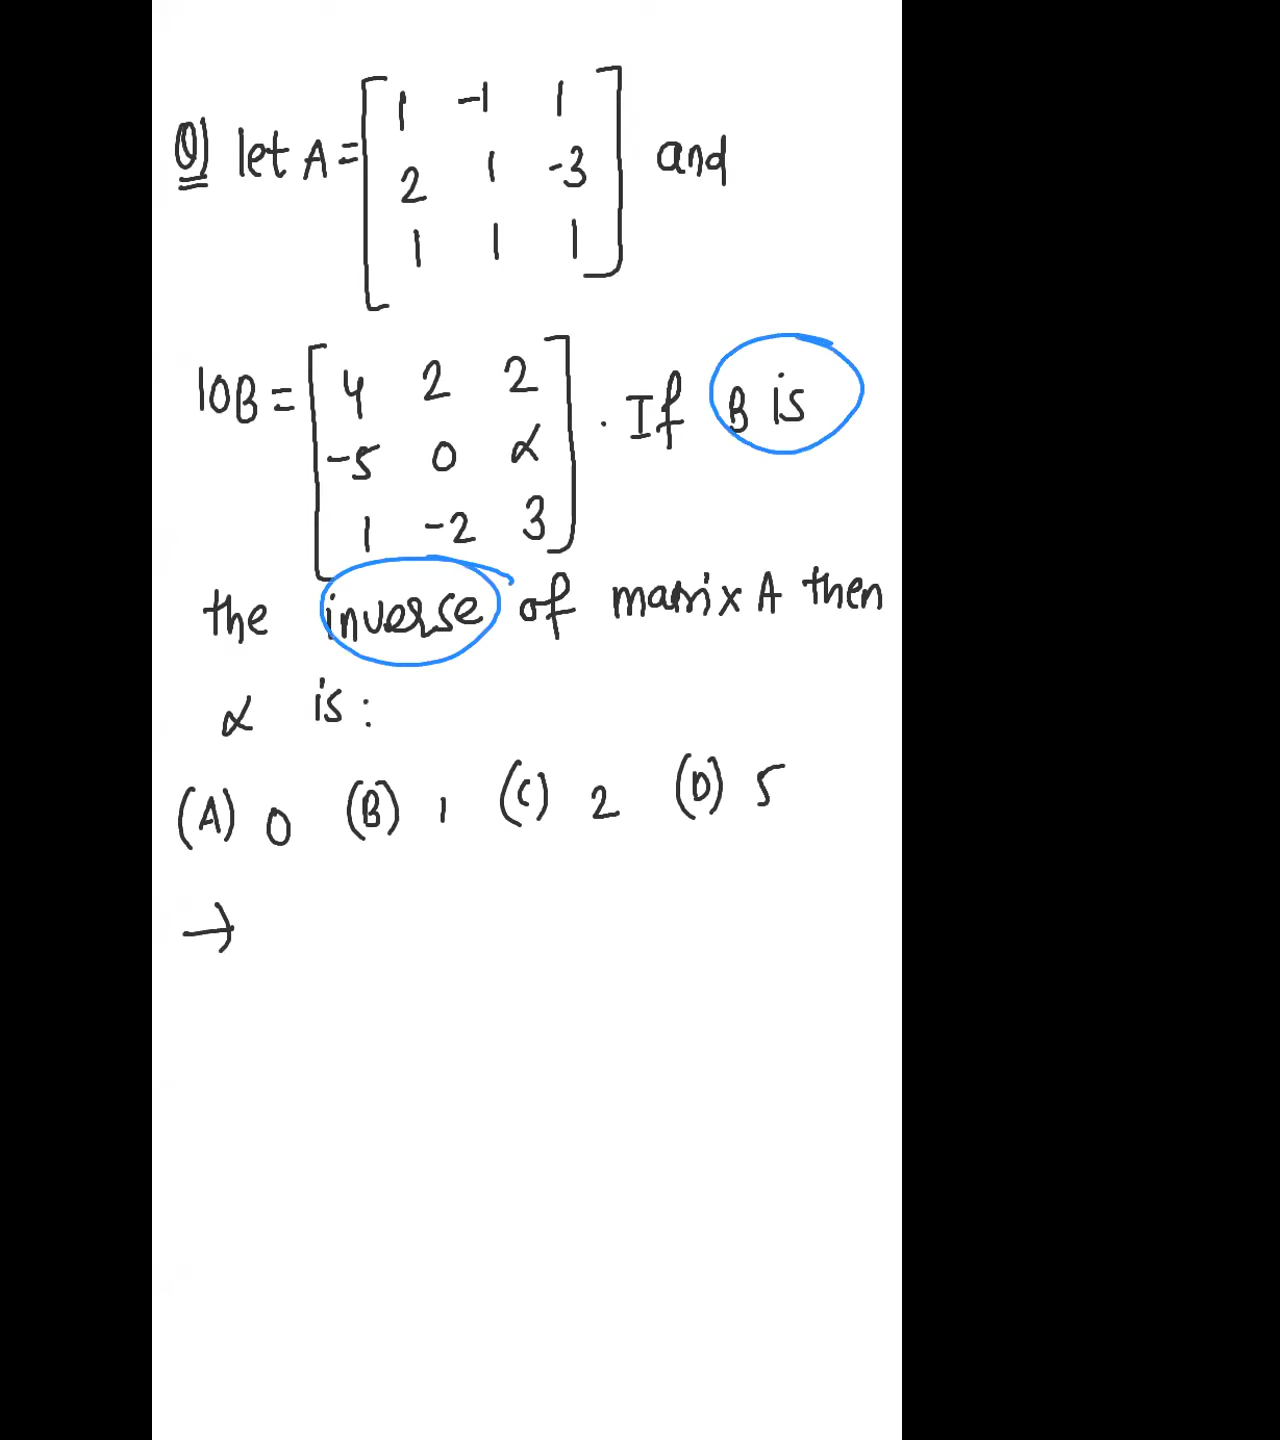 Q) let A = [ 1 -1 1
2 1 -3
1 1 1 ] and
10B = [ 4 2 2
-5 0 α
1 -2 3 ] . If B is
the inverse of matrix A then
α is :
(A) 0 (B) 1 (C) 2 (D) 5
→